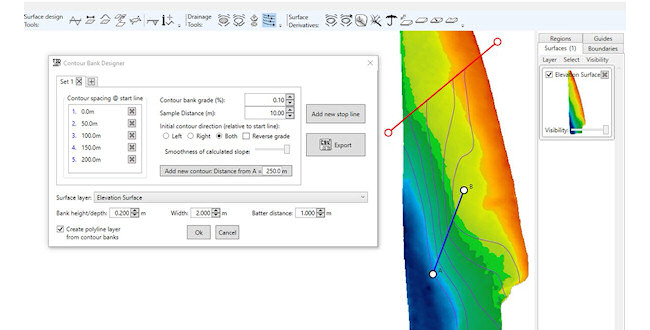 Surface design
Tools:
Drainage
Tools:
Surface
Derivatives:
Contour Bank Designer
Set 1
Contour spacing @ start line
1. 0.0m
2. 50.0m
3. 100.0m
4. 150.0m
5. 200.0m
Contour bank grade (%): 0.10
Sample Distance (m): 10.00
Initial contour direction (relative to start line):
Left Right Both Reverse grade
Smoothness of calculated slope:
Add new contour: Distance from A = 250.0 m
Add new stop line
Export
Surface layer: Elevation Surface
Bank height/depth: 0.200 m Width: 2.000 m Batter distance: 1.000 m
Create polyline layer
from contour banks
Ok Cancel
A
B
Regions Guides
Surfaces (1) Boundaries
Layer Select Visibility
Elevation Surface
Visibility: